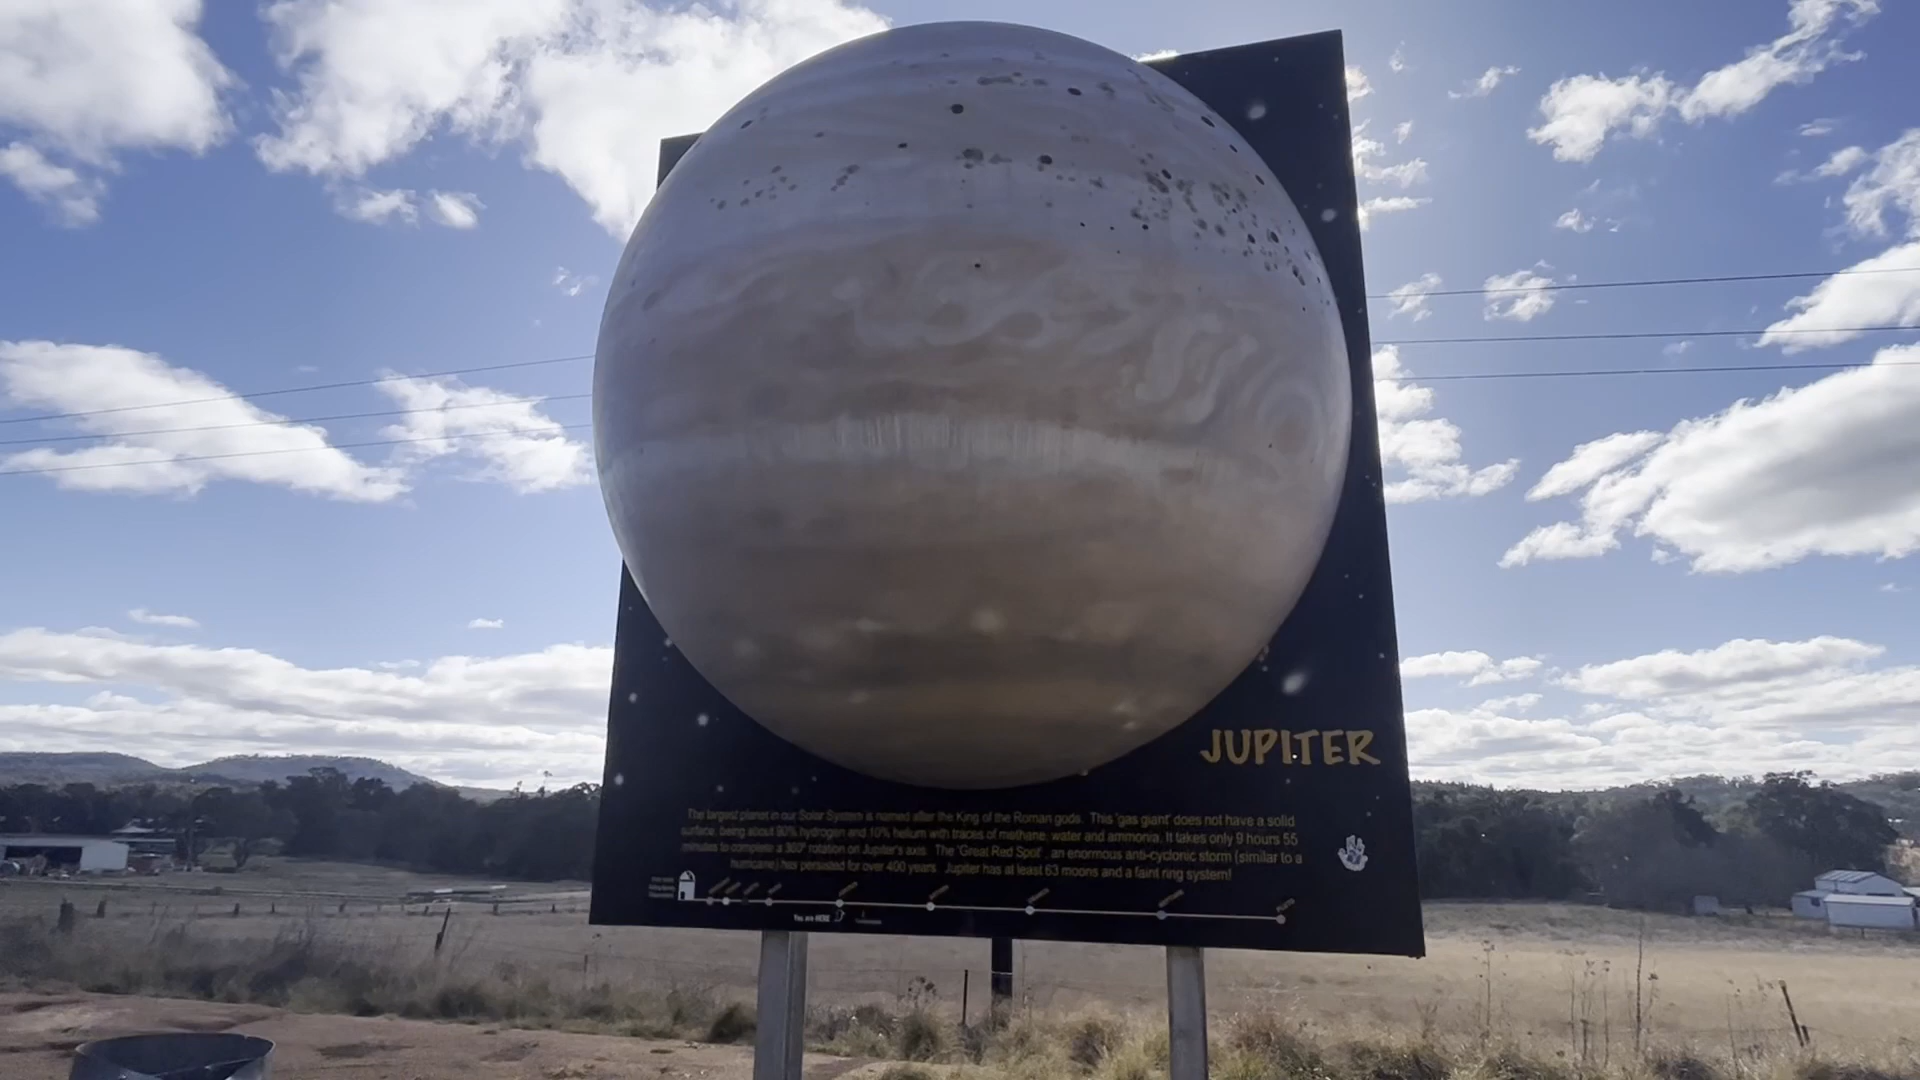 JUPITER
The largest planet in our Solar System is named after the King of the Roman gods. This 'gas giant' does not have a solid
surface, being about 90% hydrogen and 10% helium with traces of methane, water and ammonia. It takes only 9 hours 55
minutes to complete a 360° rotation on Jupiter's axis. The 'Great Red Spot', an enormous anti-cyclonic storm (similar to a
hurricane) has persisted for over 400 years. Jupiter has at least 63 moons and a faint ring system!
You are HERE